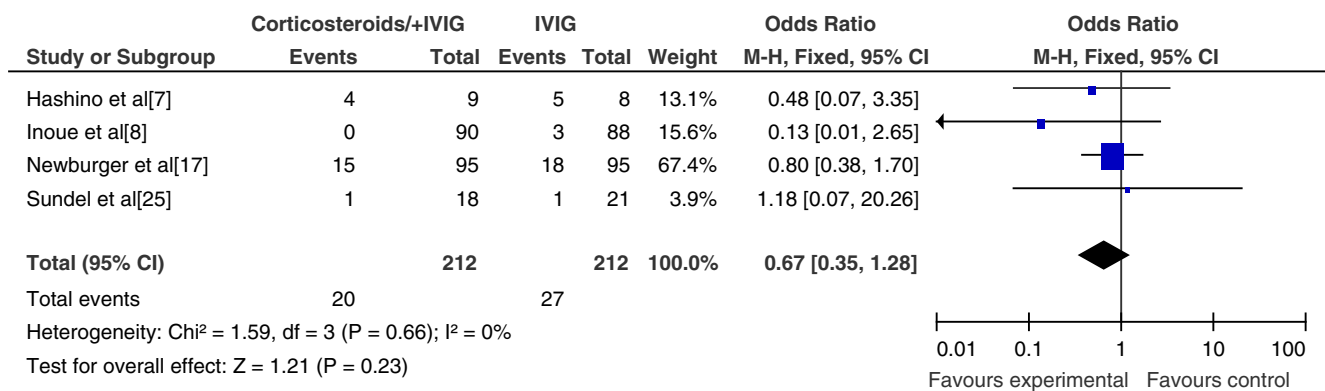 Corticosteroids/+IVIG IVIG Odds Ratio Odds Ratio
Study or Subgroup Events Total Events Total Weight M-H, Fixed, 95% CI M-H, Fixed, 95% CI
Hashino et al[7] 4 9 5 8 13.1% 0.48 [0.07, 3.35]
Inoue et al[8] 0 90 3 88 15.6% 0.13 [0.01, 2.65]
Newburger et al[17] 15 95 18 95 67.4% 0.80 [0.38, 1.70]
Sundel et al[25] 1 18 1 21 3.9% 1.18 [0.07, 20.26]
Total (95% CI) 212 212 100.0% 0.67 [0.35, 1.28]
Total events 20 27
Heterogeneity: Chi² = 1.59, df = 3 (P = 0.66); I² = 0%
Test for overall effect: Z = 1.21 (P = 0.23)
0.01 0.1 1 10 100
Favours experimental Favours control